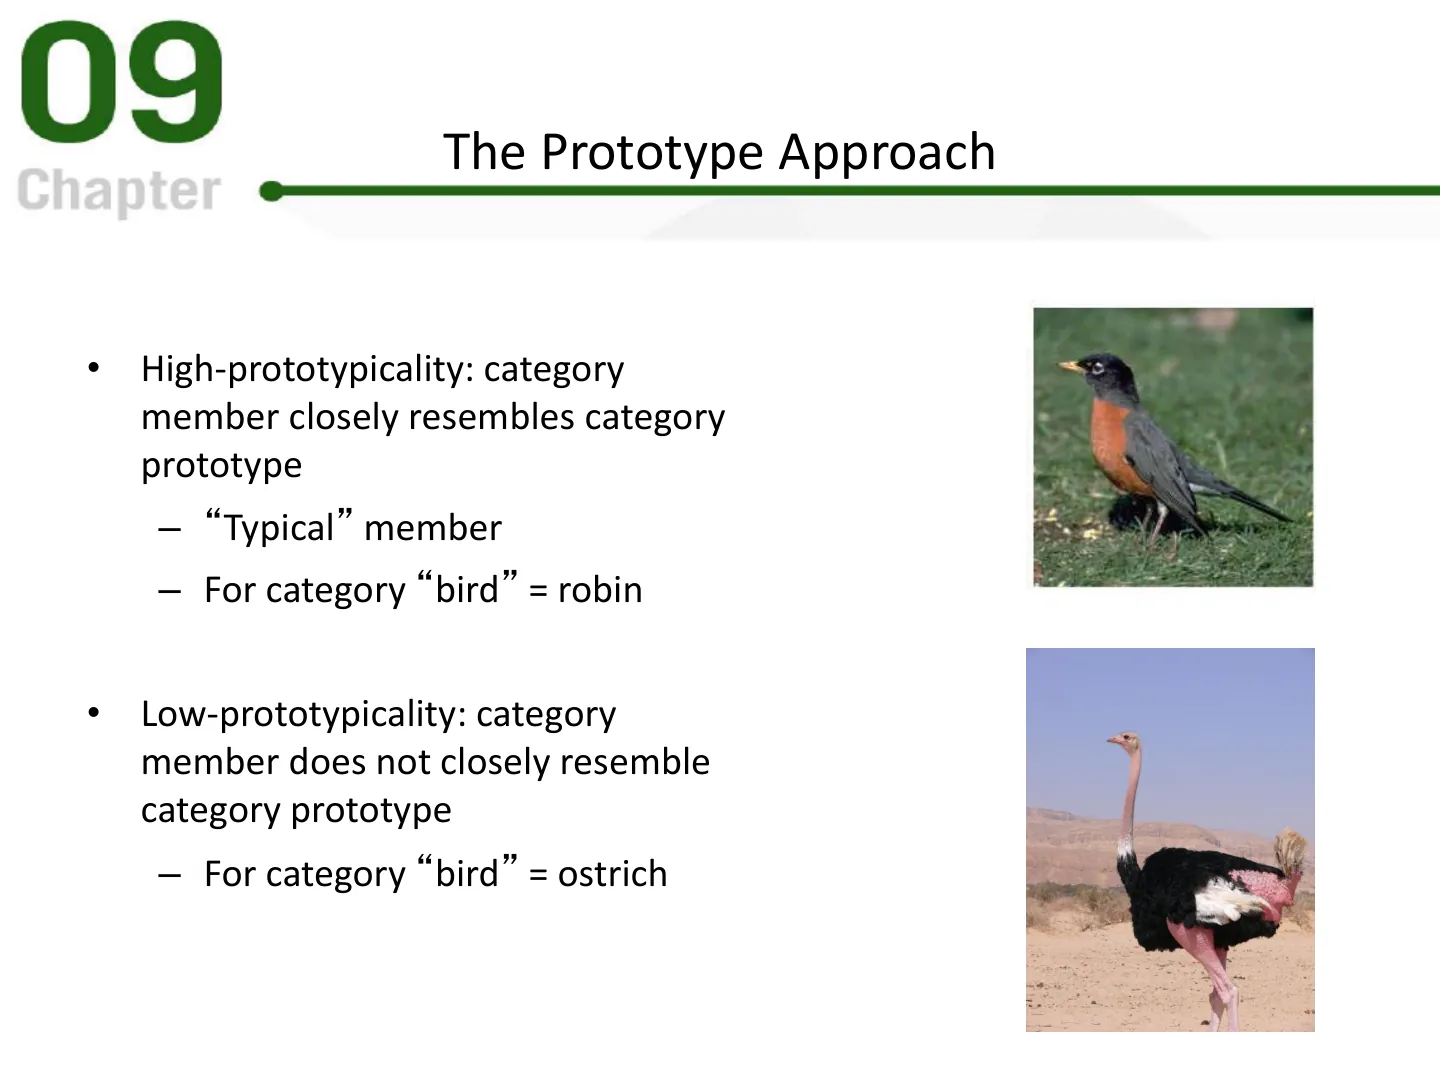 09
Chapter
The Prototype Approach
• High-prototypicality: category
member closely resembles category
prototype
– “Typical” member
– For category “bird” = robin
• Low-prototypicality: category
member does not closely resemble
category prototype
– For category “bird” = ostrich